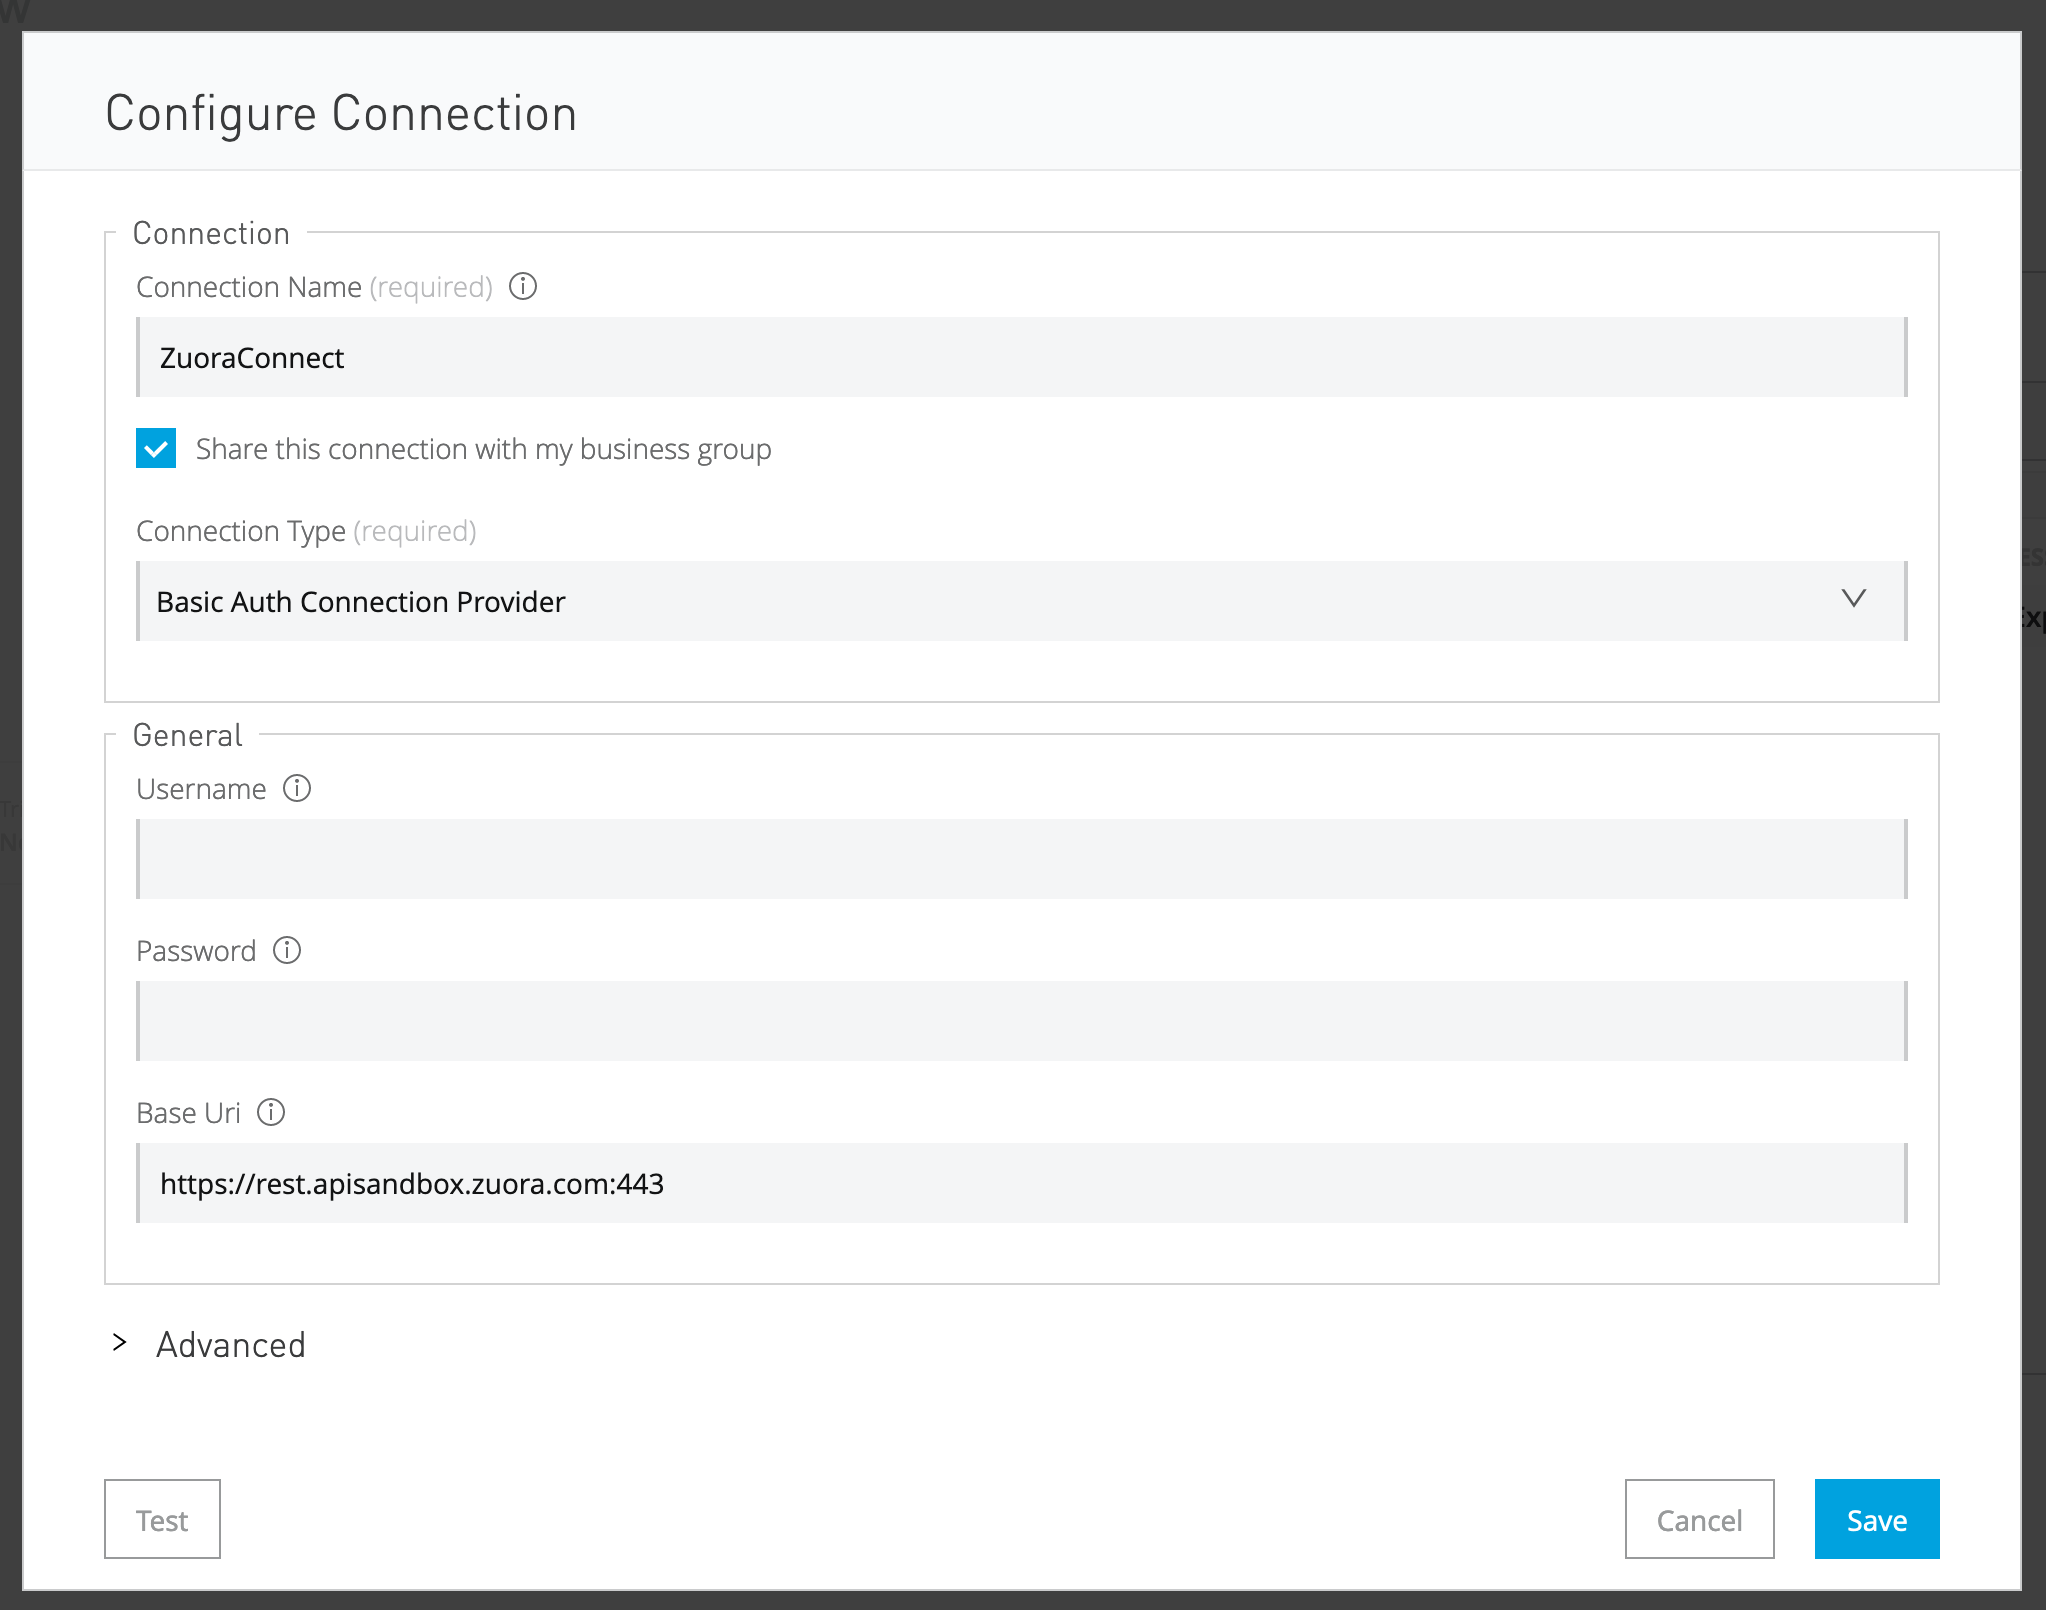 Configure Connection
Connection
Connection Name (required)
ZuoraConnect
Share this connection with my business group
Connection Type (required)
Basic Auth Connection Provider
General
Username
Password
Base Uri
https://rest.apisandbox.zuora.com:443
Advanced
Test
Cancel
Save